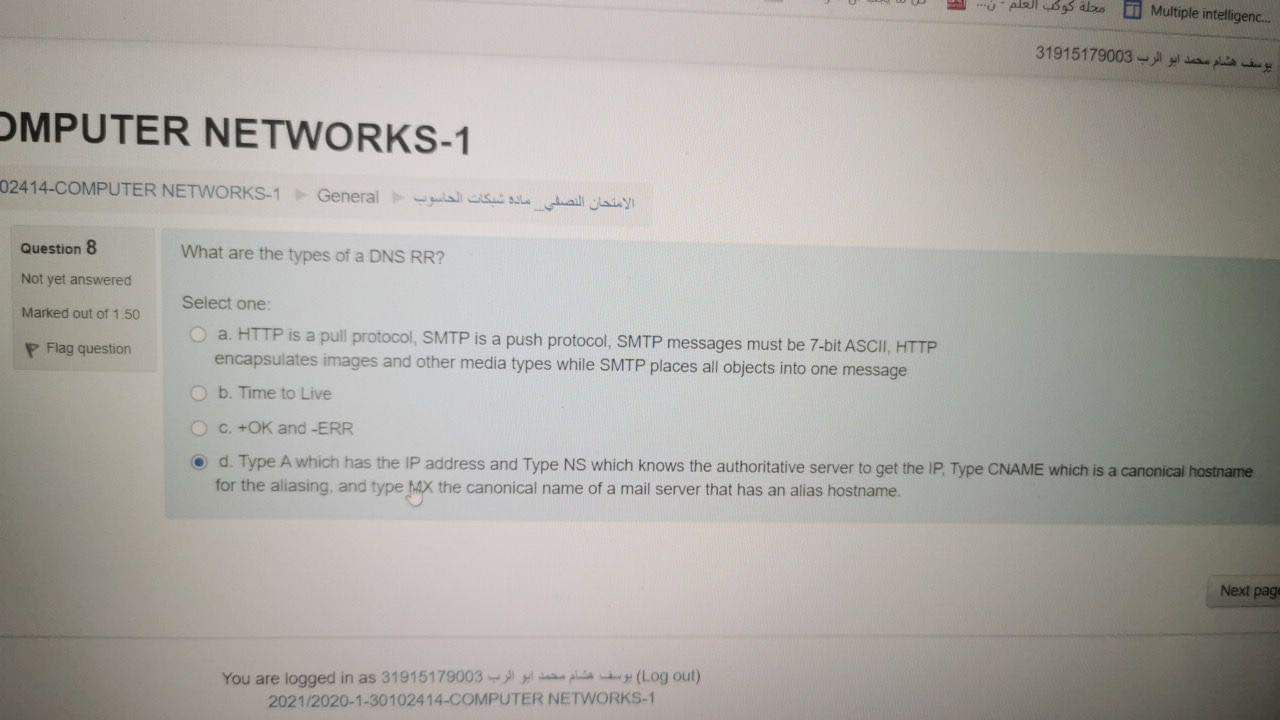 مجلة كوكب العلم - ن...
Multiple intelligenc...
يوسف هشام محمد ابو الرب 31915179003
OMPUTER NETWORKS-1
02414-COMPUTER NETWORKS-1 General الامتحان النصفي_ ماده شبكات الحاسوب
Question 8
Not yet answered
Marked out of 1.50
Flag question
What are the types of a DNS RR?
Select one:
a. HTTP is a pull protocol, SMTP is a push protocol, SMTP messages must be 7-bit ASCII, HTTP
encapsulates images and other media types while SMTP places all objects into one message
b. Time to Live
c. +OK and -ERR
d. Type A which has the IP address and Type NS which knows the authoritative server to get the IP, Type CNAME which is a canonical hostname
for the aliasing, and type MX the canonical name of a mail server that has an alias hostname.
Next page
You are logged in as 31915179003 يوسف هشام محمد ابو الرب (Log out)
2021/2020-1-30102414-COMPUTER NETWORKS-1